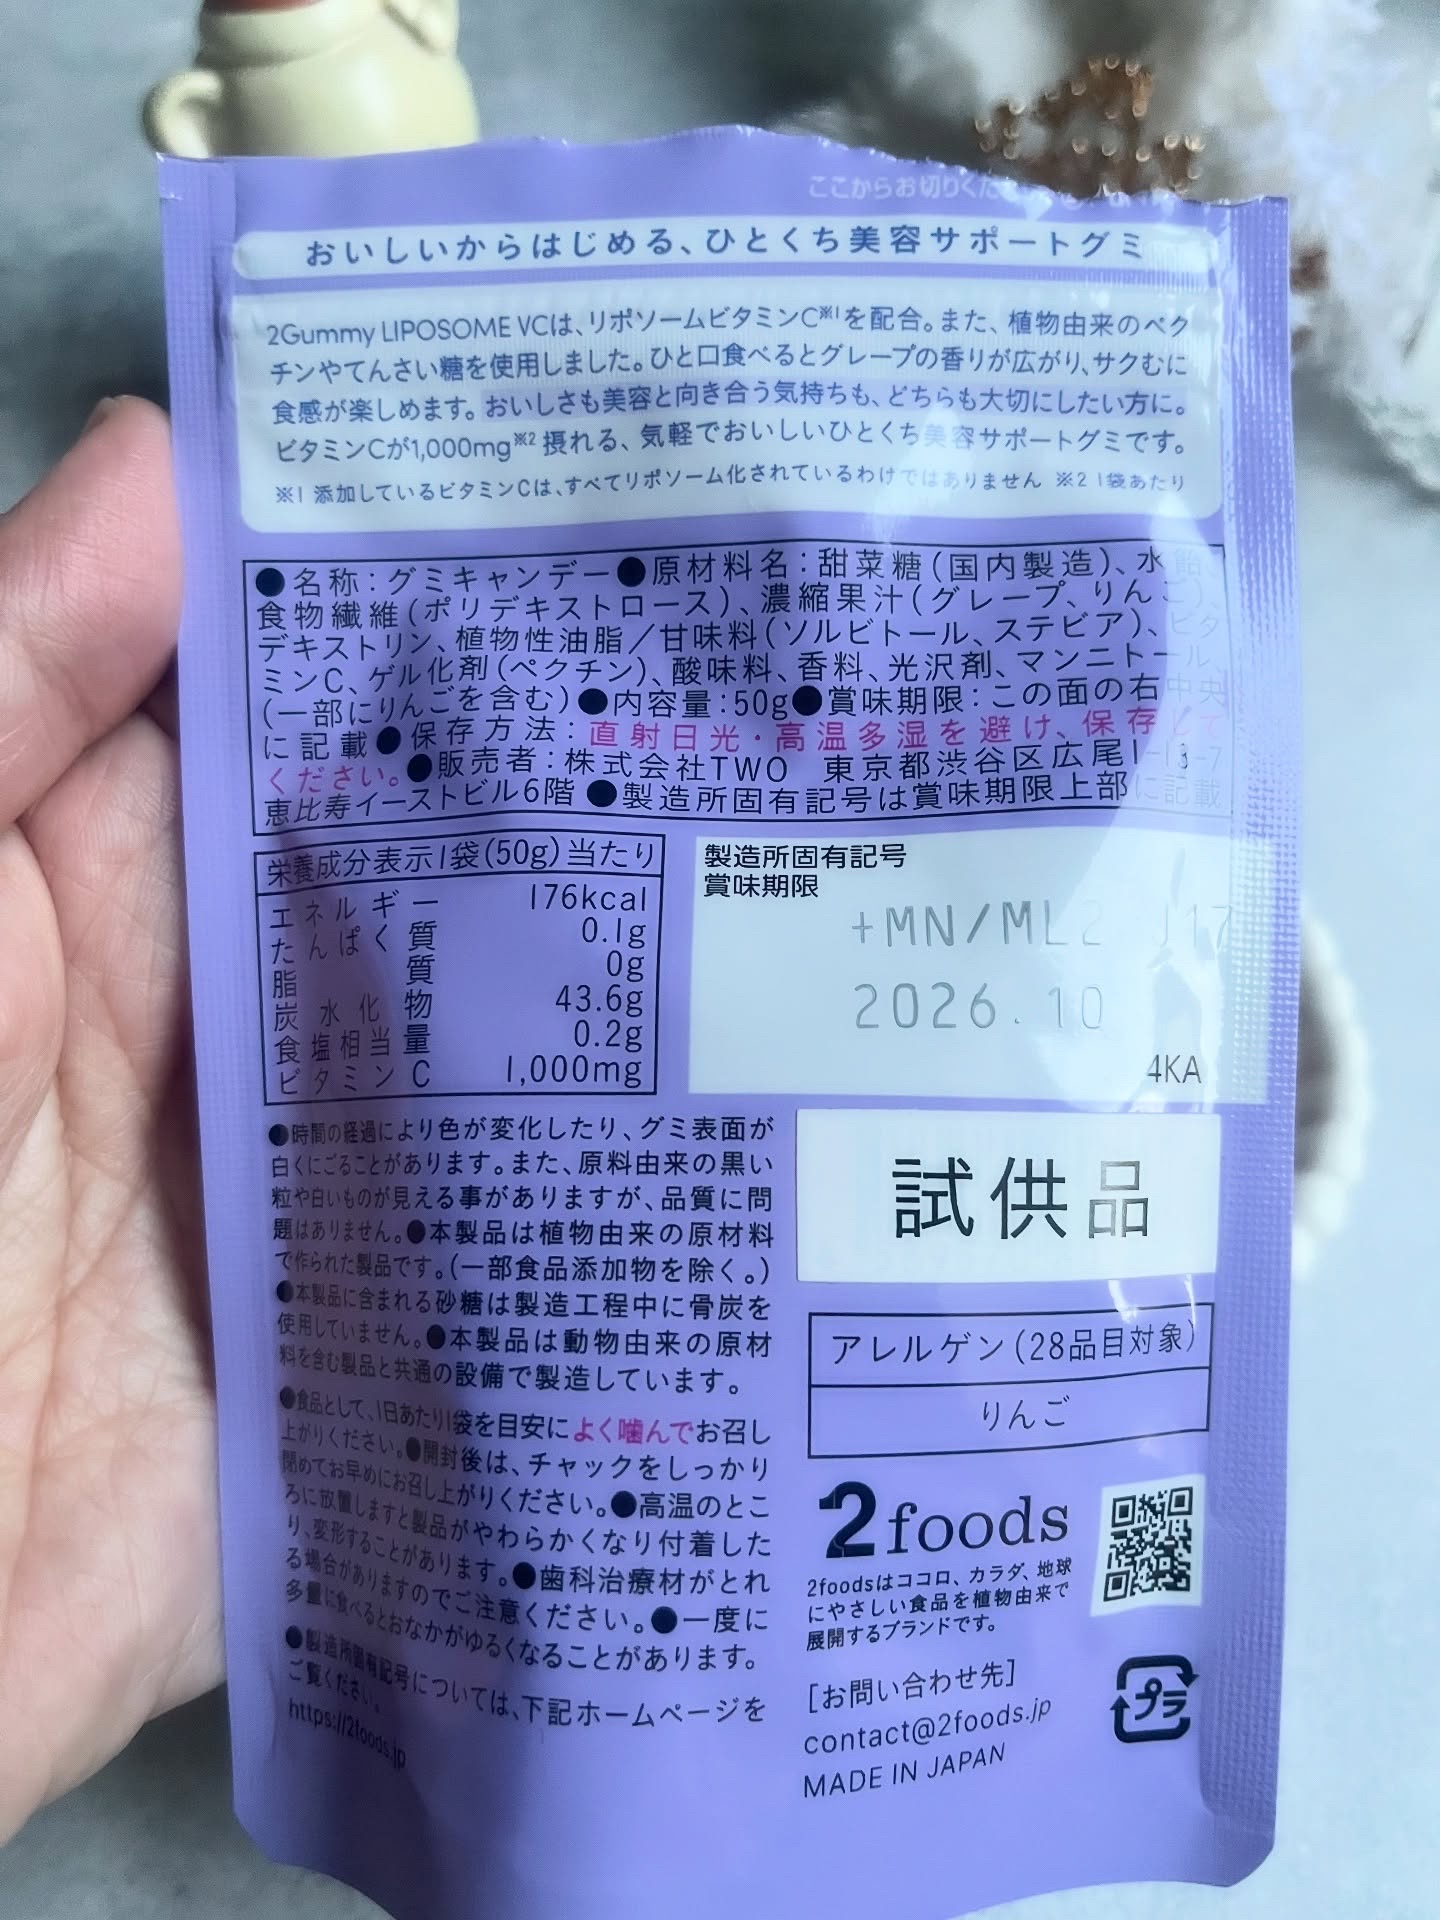 ここからお切りくだ
おいしいからはじめる、ひとくち美容サポートグミ
2Gummy LIPOSOME VCは、リポソームビタミンC※1を配合。また、植物由来のペク
チンやてんさい糖を使用しました。ひと口食べるとグレープの香りが広がり、サクむに
食感が楽しめます。おいしさも美容と向き合う気持ちも、どちらも大切にしたい方に。
ビタミンCが1,000mg※2摂れる、気軽でおいしいひとくち美容サポートグミです。
※1 添加しているビタミンCは、すべてリポソーム化されているわけではありません ※2 1袋あたり
●名称：グミキャンデー●原材料名：甜菜糖（国内製造）、水飴、
食物繊維（ポリデキストロース）、濃縮果汁（グレープ、りんご）、
デキストリン、植物性油脂／甘味料（ソルビトール、ステビア）、ビタ
ミンC、ゲル化剤（ペクチン）、酸味料、香料、光沢剤、マンニトール、
（一部にりんごを含む）●内容量：50g●賞味期限：この面の右中央
に記載●保存方法：直射日光・高温多湿を避け、保存して
ください。●販売者：株式会社TWO　東京都渋谷区広尾1-13-7
恵比寿イーストビル6階 ●製造所固有記号は賞味期限上部に記載
栄養成分表示1袋(50g)当たり
エネルギー 176kcal
たんぱく質 0.1g
脂質 0g
炭水化物 43.6g
食塩相当量 0.2g
ビタミンC 1,000mg
製造所固有記号
賞味期限
+MN/ML2 J17
2026.10
4KA
試供品
●時間の経過により色が変化したり、グミ表面が
白くにごることがあります。また、原料由来の黒い
粒や白いものが見える事がありますが、品質に問
題はありません。●本製品は植物由来の原材料
で作られた製品です。（一部食品添加物を除く。）
●本製品に含まれる砂糖は製造工程中に骨炭を
使用していません。●本製品は動物由来の原材
料を含む製品と共通の設備で製造しています。
●食品として、1日あたり1袋を目安によく噛んでお召し
上がりください。●開封後は、チャックをしっかり
閉めてお早めにお召し上がりください。●高温のとこ
ろに放置しますと製品がやわらかくなり付着した
り、変形することがあります。●歯科治療材がとれ
る場合がありますのでご注意ください。●一度に
多量に食べるとおなかがゆるくなることがあります。
●製造所固有記号については、下記ホームページを
ご覧ください。
https://2foods.jp
アレルゲン（28品目対象）
りんご
2foods
2foodsはココロ、カラダ、地球
にやさしい食品を植物由来で
展開するブランドです。
［お問い合わせ先］
contact@2foods.jp
MADE IN JAPAN
プラ